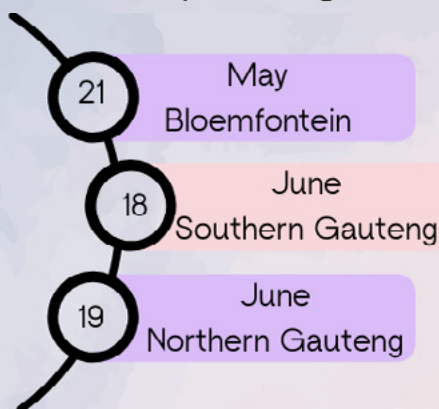 21
May
Bloemfontein
18
June
Southern Gauteng
19
June
Northern Gauteng